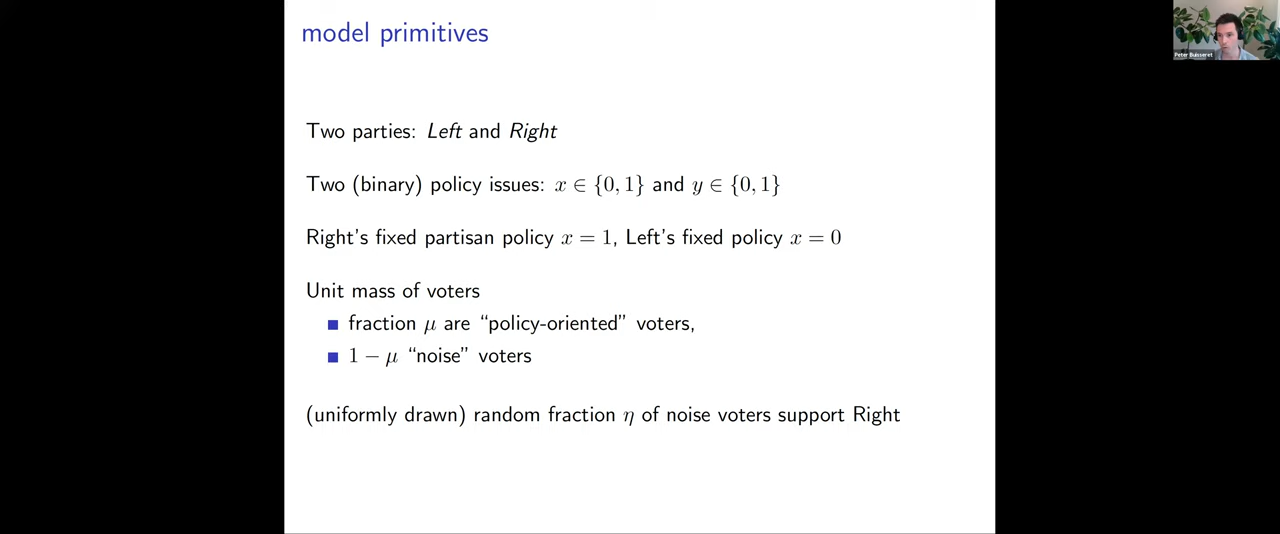 model primitives
Peter Buisseret
Two parties: Left and Right
Two (binary) policy issues: x ∈ {0, 1} and y ∈ {0, 1}
Right's fixed partisan policy x = 1, Left's fixed policy x = 0
Unit mass of voters
fraction μ are “policy-oriented” voters,
1 − μ “noise” voters
(uniformly drawn) random fraction η of noise voters support Right